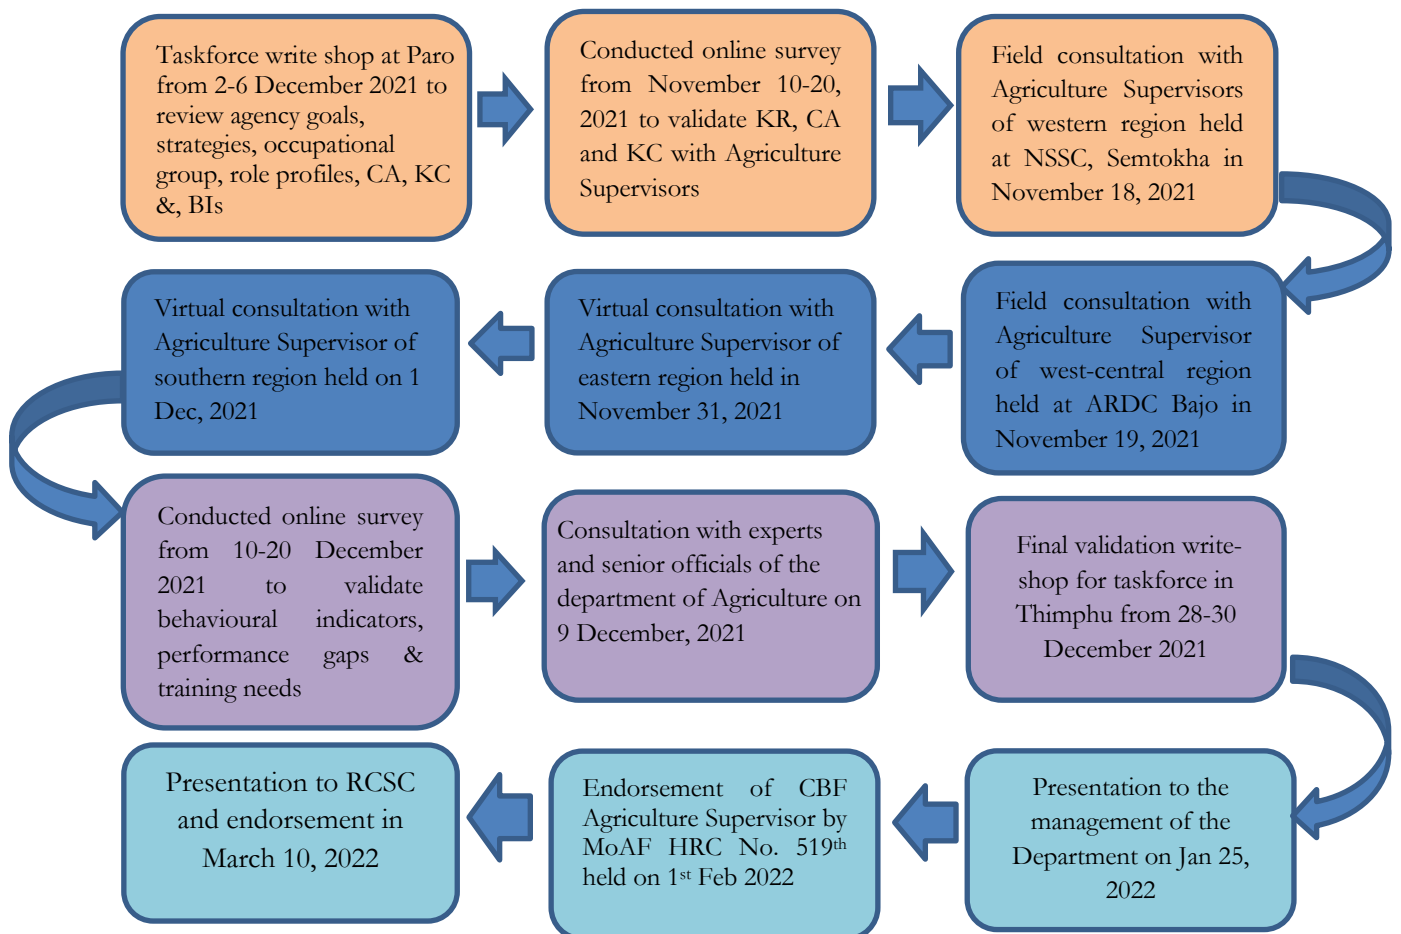 Taskforce write shop at Paro
from 2-6 December 2021 to
review agency goals,
strategies, occupational
group, role profiles, CA, KC
&, BIs
Conducted online survey
from November 10-20,
2021 to validate KR, CA
and KC with Agriculture
Supervisors
Field consultation with
Agriculture Supervisors
of western region held
at NSSC, Semtokha in
November 18, 2021
Field consultation with
Agriculture Supervisor
of west-central region
held at ARDC Bajo in
November 19, 2021
Virtual consultation with
Agriculture Supervisor of
eastern region held in
November 31, 2021
Virtual consultation with
Agriculture Supervisor of
southern region held on 1
Dec, 2021
Conducted online survey
from 10-20 December
2021 to validate
behavioural indicators,
performance gaps &
training needs
Consultation with experts
and senior officials of the
department of Agriculture on
9 December, 2021
Final validation write-
shop for taskforce in
Thimphu from 28-30
December 2021
Presentation to the
management of the
Department on Jan 25,
2022
Endorsement of CBF
Agriculture Supervisor by
MoAF HRC No. 519th
held on 1st Feb 2022
Presentation to RCSC
and endorsement in
March 10, 2022